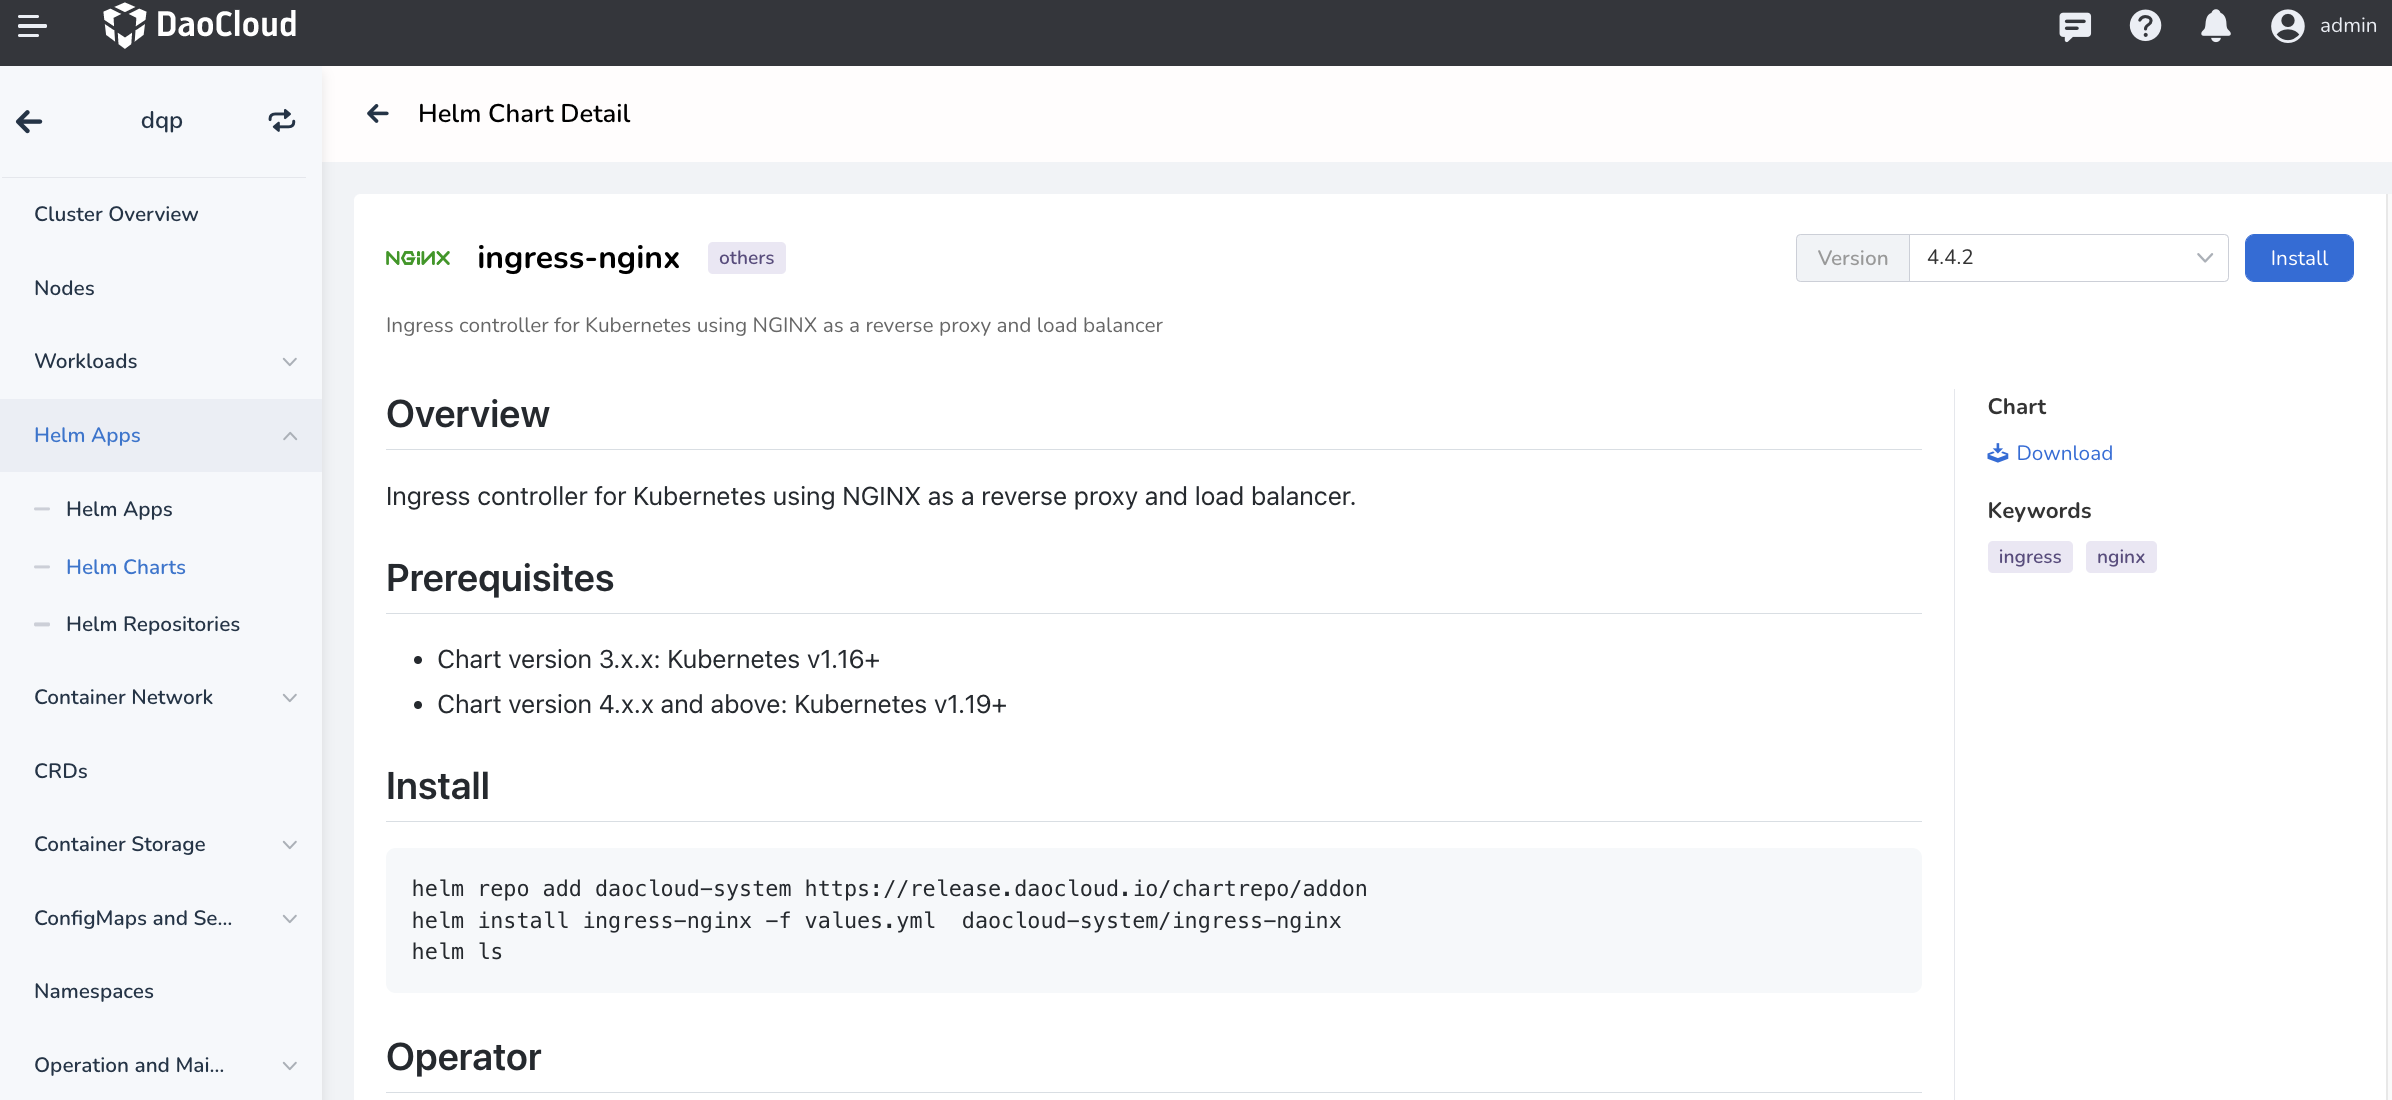 DaoCloud
admin
dqp
Cluster Overview
Nodes
Workloads
Helm Apps
Helm Apps
Helm Charts
Helm Repositories
Container Network
CRDs
Container Storage
ConfigMaps and Se...
Namespaces
Operation and Mai...
Helm Chart Detail
NGINX
ingress-nginx
others
Version
4.4.2
Install
Ingress controller for Kubernetes using NGINX as a reverse proxy and load balancer
Overview
Ingress controller for Kubernetes using NGINX as a reverse proxy and load balancer.
Prerequisites
• Chart version 3.x.x: Kubernetes v1.16+
• Chart version 4.x.x and above: Kubernetes v1.19+
Install
helm repo add daocloud-system https://release.daocloud.io/chartrepo/addon
helm install ingress-nginx -f values.yml  daocloud-system/ingress-nginx
helm ls
Operator
Chart
Download
Keywords
ingress nginx